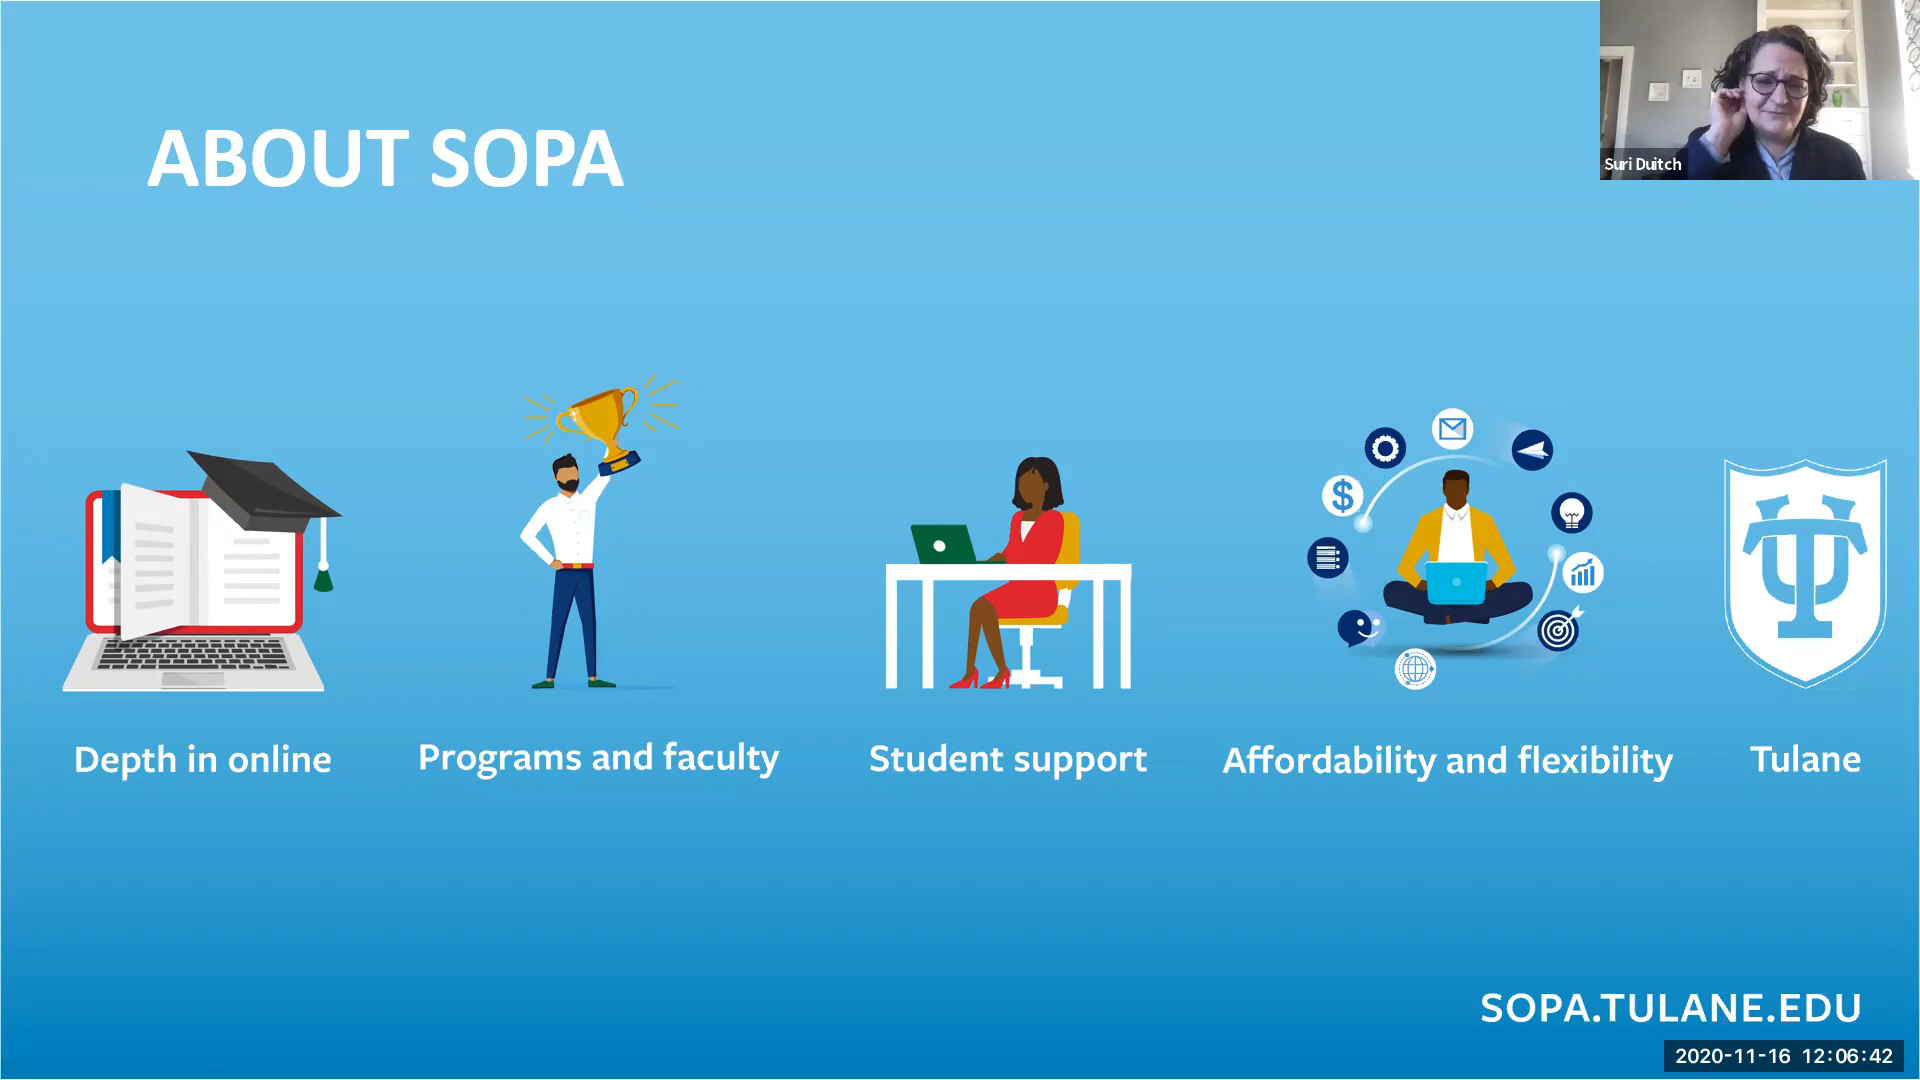 ABOUT SOPA
Suri Duitch
Depth in online
Programs and faculty
Student support
Affordability and flexibility
Tulane
SOPA.TULANE.EDU
2020-11-16 12:06:42